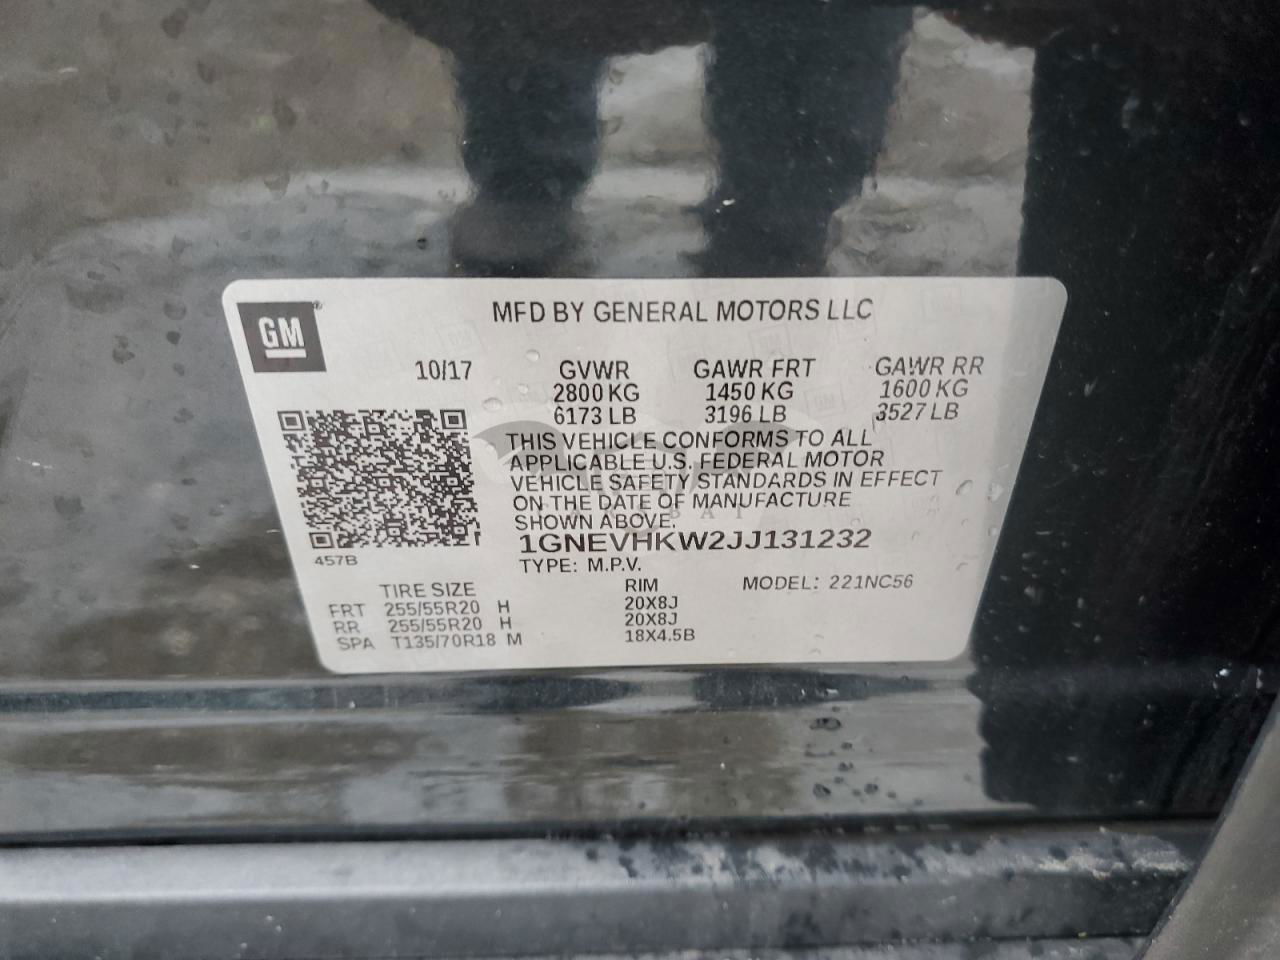 GM
MFD BY GENERAL MOTORS LLC
10/17 GVWR GAWR FRT GAWR RR
2800 KG 1450 KG 1600 KG
6173 LB 3196 LB 3527 LB
THIS VEHICLE CONFORMS TO ALL
APPLICABLE U.S. FEDERAL MOTOR
VEHICLE SAFETY STANDARDS IN EFFECT
ON THE DATE OF MANUFACTURE
SHOWN ABOVE.
1GNEVHKW2JJ131232
457B
TYPE: M.P.V.
TIRE SIZE RIM MODEL: 221NC56
FRT 255/55R20 H 20X8J
RR 255/55R20 H 20X8J
SPA T135/70R18 M 18X4.5B